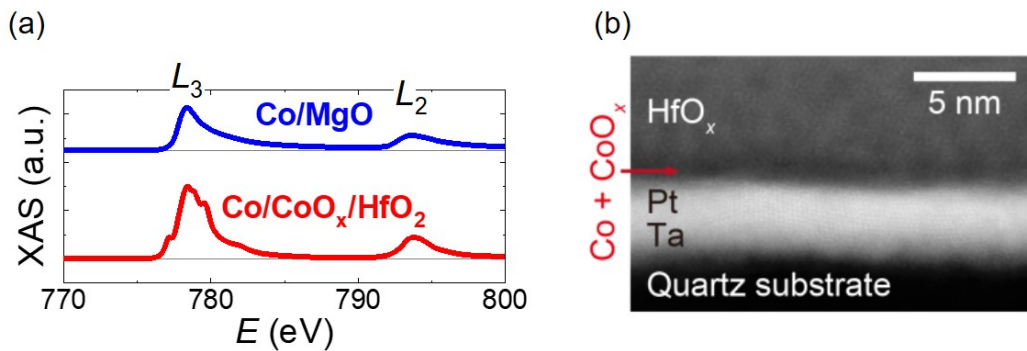 (a)
L3
L2
Co/MgO
Co/CoOx/HfO2
XAS (a.u.)
770 780 790 800
E (eV)
(b)
5 nm
HfOx
Co + CoOx
Pt
Ta
Quartz substrate